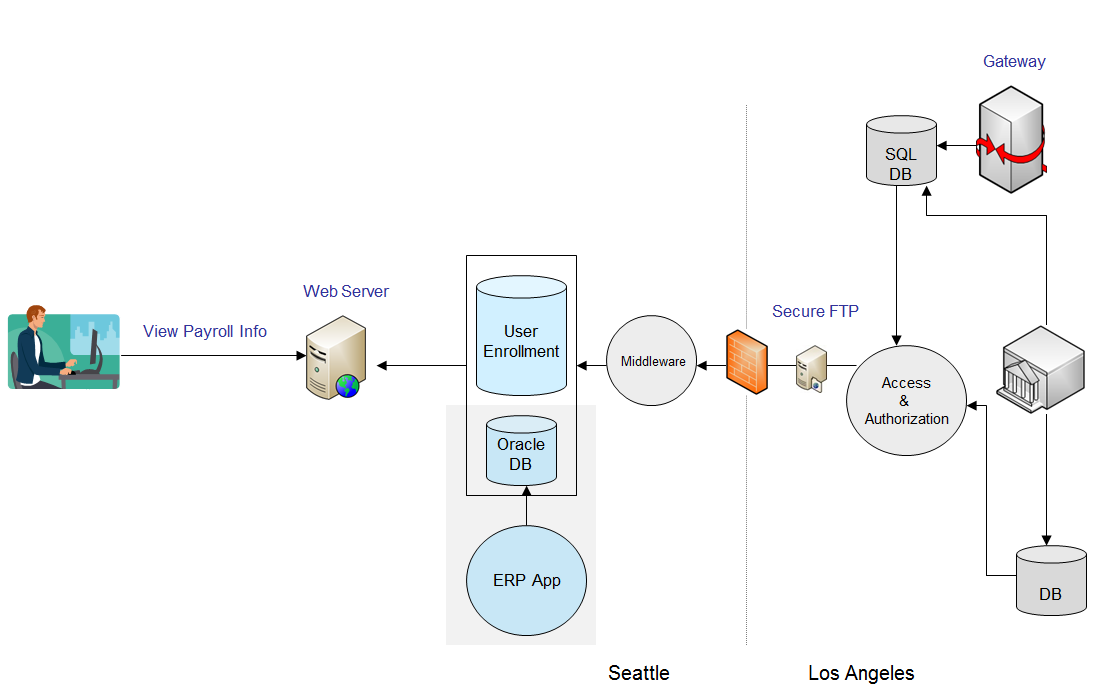 Gateway
SQL
DB
Web Server
View Payroll Info
User
Enrollment
Middleware
Secure FTP
Access
&
Authorization
Oracle
DB
ERP App
DB
Seattle
Los Angeles